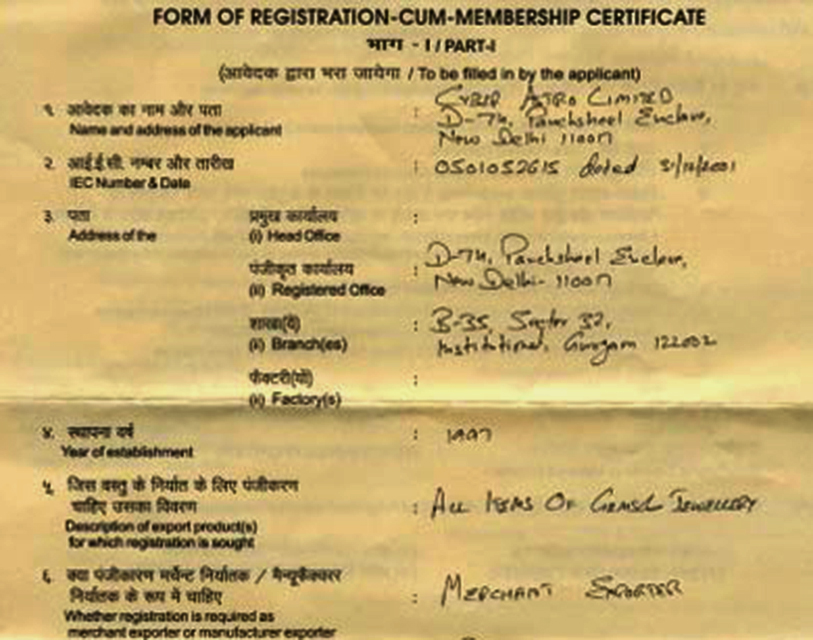 FORM OF REGISTRATION-CUM-MEMBERSHIP CERTIFICATE
भाग - I / PART-I
(आवेदक द्वारा भरा जायेगा / To be filled in by the applicant)
१. आवेदक का नाम और पता : CYBER ASTRO LIMITED
Name and address of the applicant D-74, Panchsheel Enclave,
New Delhi 110017
२. आई.ई.सी. नम्बर और तारीख : 0501052615 dated 31/12/2001
IEC Number & Date
३. पता प्रमुख कार्यालय :
Address of the (i) Head Office
पंजीकृत कार्यालय : D-74, Panchsheel Enclave,
(ii) Registered Office New Delhi- 110017
शाखा(यें) : B-35, Sector 32,
(ii) Branch(es) Institutional, Gurgaon 122002
फैक्टरी(यों) :
(ii) Factory(s)
४. स्थापना वर्ष : 1997
Year of establishment
५. जिस वस्तु के निर्यात के लिए पंजीकरण
चाहिए उसका विवरण : ALL ITEMS OF GEMS & JEWELLERY
Description of export product(s)
for which registration is sought
६. क्या पंजीकारण मर्चेन्ट निर्यातक / मैन्यूफैक्चरर
निर्यातक के रूप में चाहिए : MERCHANT EXPORTER
Whether registration is required as
merchant exporter or manufacturer exporter